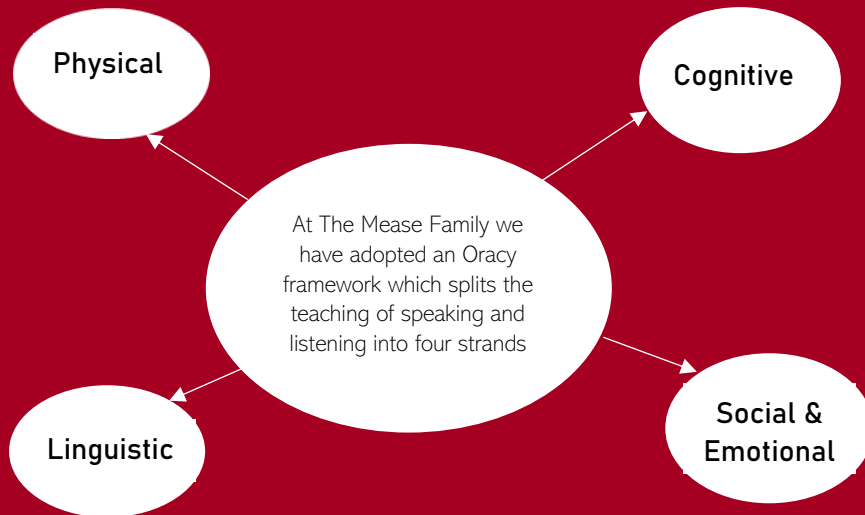 Physical
Cognitive
At The Mease Family we
have adopted an Oracy
framework which splits the
teaching of speaking and
listening into four strands
Linguistic
Social &
Emotional